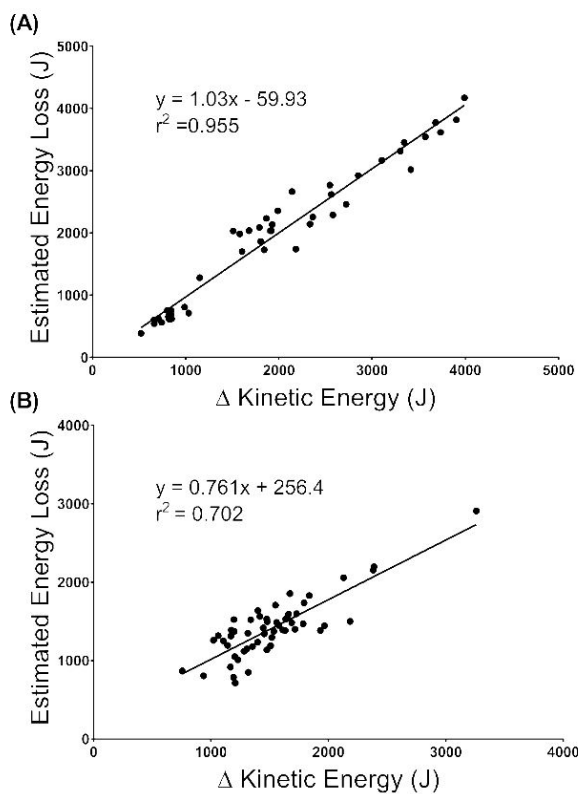 (A)
5000
4000
3000
2000
1000
0
Estimated Energy Loss (J)
y = 1.03x - 59.93
r² =0.955
0 1000 2000 3000 4000 5000
Δ Kinetic Energy (J)
(B)
4000
3000
2000
1000
0
Estimated Energy Loss (J)
y = 0.761x + 256.4
r² = 0.702
0 1000 2000 3000 4000
Δ Kinetic Energy (J)